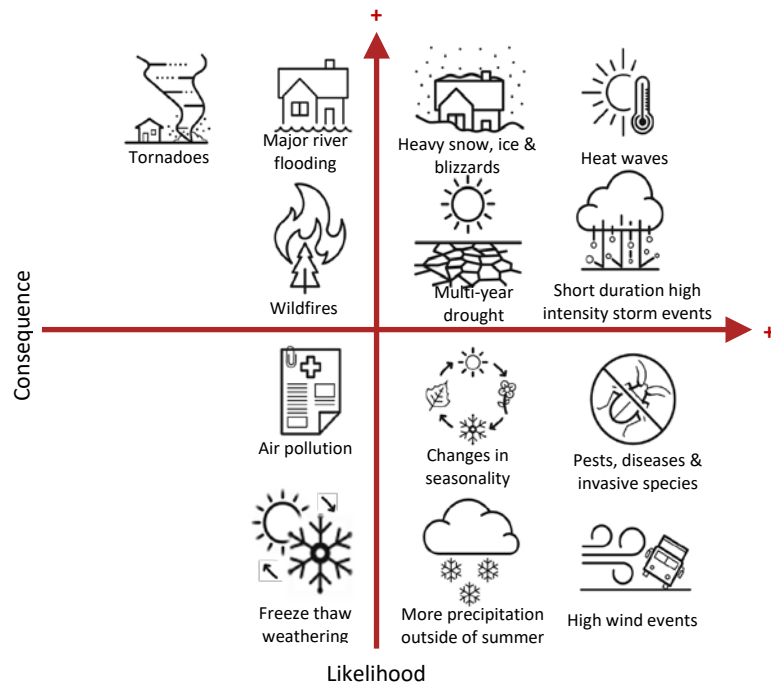 +
Tornadoes
Major river
flooding
Heavy snow, ice &
blizzards
Heat waves
Wildfires
Multi-year
drought
Short duration high
intensity storm events
+
Consequence
Air pollution
Changes in
seasonality
Pests, diseases &
invasive species
Freeze thaw
weathering
More precipitation
outside of summer
High wind events
Likelihood